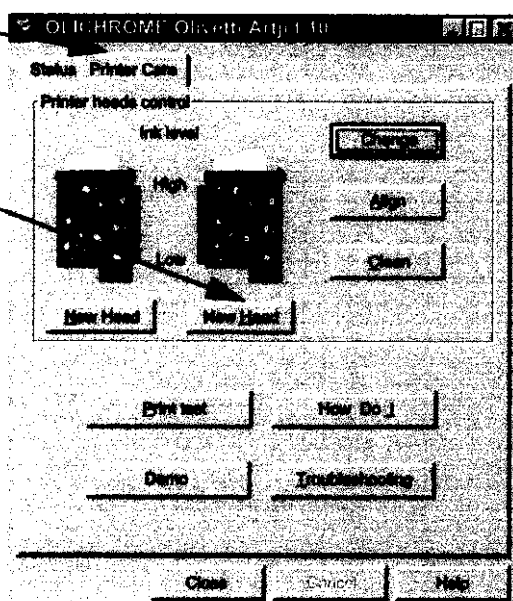 OLICHROME Olivetti Artjet 10
Status Printer Care
Printer heads control
Ink level
Change
High
Align
Low
Clean
New Head New Head
Print test How Do I
Demo Troubleshooting
Close Cancel Help